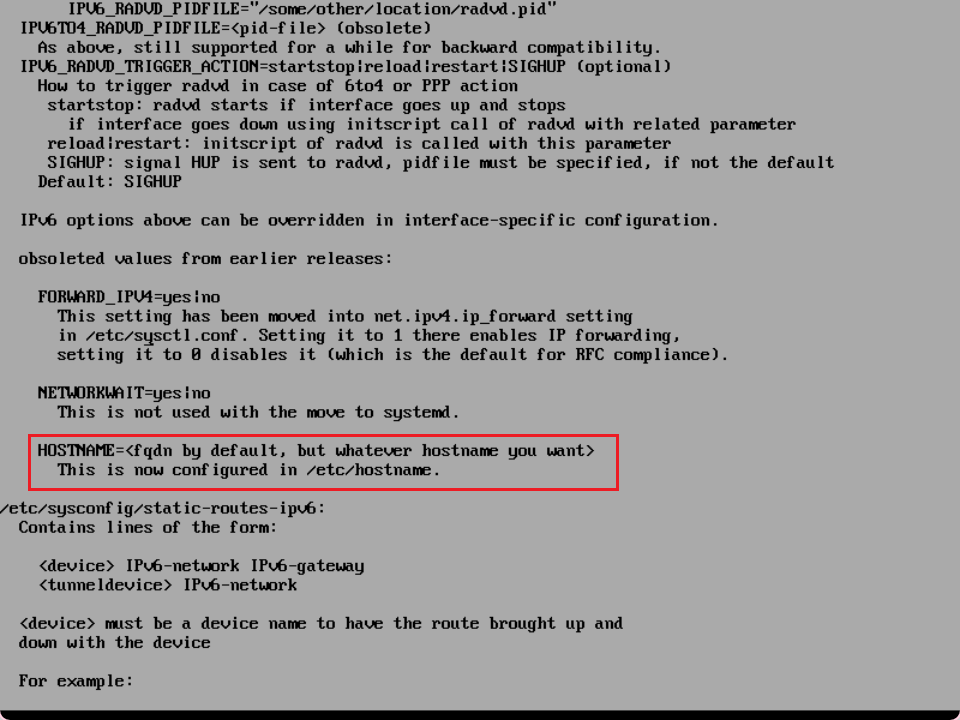 IPV6_RADVD_PIDFILE="/some/other/location/radvd.pid"
IPV6TO4_RADVD_PIDFILE=<pid-file> (obsolete)
As above, still supported for a while for backward compatibility.
IPV6_RADVD_TRIGGER_ACTION=startstop|reload|restart|SIGHUP (optional)
How to trigger radvd in case of 6to4 or PPP action
startstop: radvd starts if interface goes up and stops
if interface goes down using initscript call of radvd with related parameter
reload|restart: initscript of radvd is called with this parameter
SIGHUP: signal HUP is sent to radvd, pidfile must be specified, if not the default
Default: SIGHUP
IPv6 options above can be overridden in interface-specific configuration.
obsoleted values from earlier releases:
FORWARD_IPV4=yes|no
This setting has been moved into net.ipv4.ip_forward setting
in /etc/sysctl.conf. Setting it to 1 there enables IP forwarding,
setting it to 0 disables it (which is the default for RFC compliance).
NETWORKWAIT=yes|no
This is not used with the move to systemd.
HOSTNAME=<fqdn by default, but whatever hostname you want>
This is now configured in /etc/hostname.
/etc/sysconfig/static-routes-ipv6:
Contains lines of the form:
<device> IPv6-network IPv6-gateway
<tunneldevice> IPv6-network
<device> must be a device name to have the route brought up and
down with the device
For example: